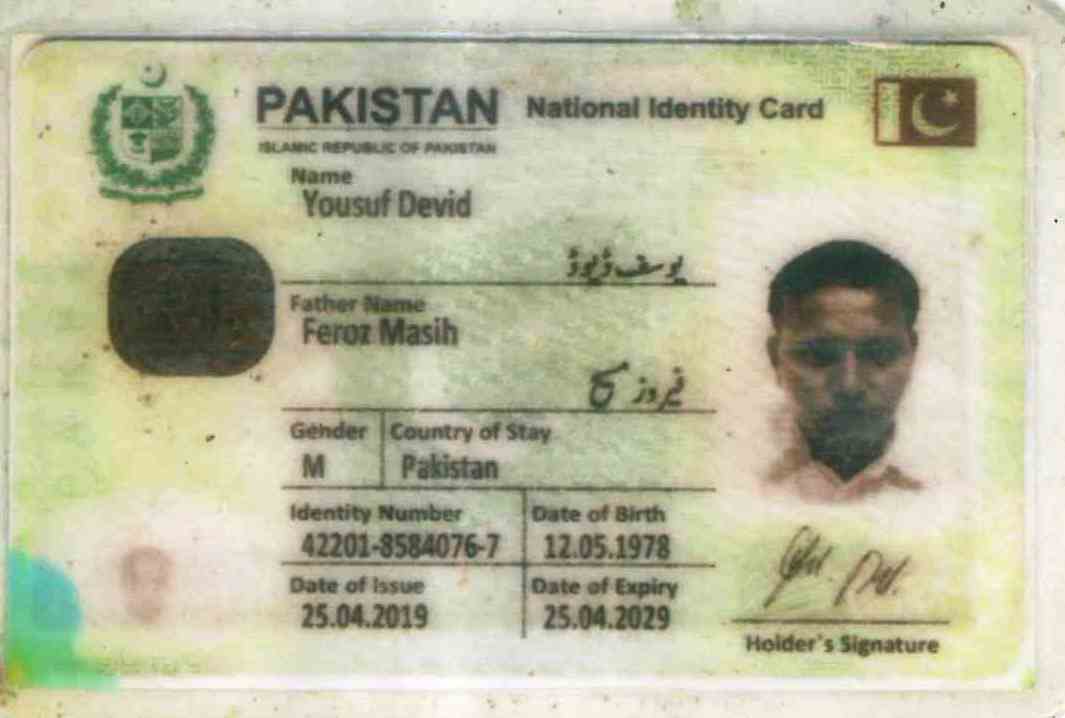 PAKISTAN National Identity Card
ISLAMIC REPUBLIC OF PAKISTAN
Name
Yousuf Devid
یوسف ڈیوڈ
Father Name
Feroz Masih
فیروز مسیح
Gender Country of Stay
M Pakistan
Identity Number Date of Birth
42201-8584076-7 12.05.1978
Date of Issue Date of Expiry
25.04.2019 25.04.2029
Holder's Signature